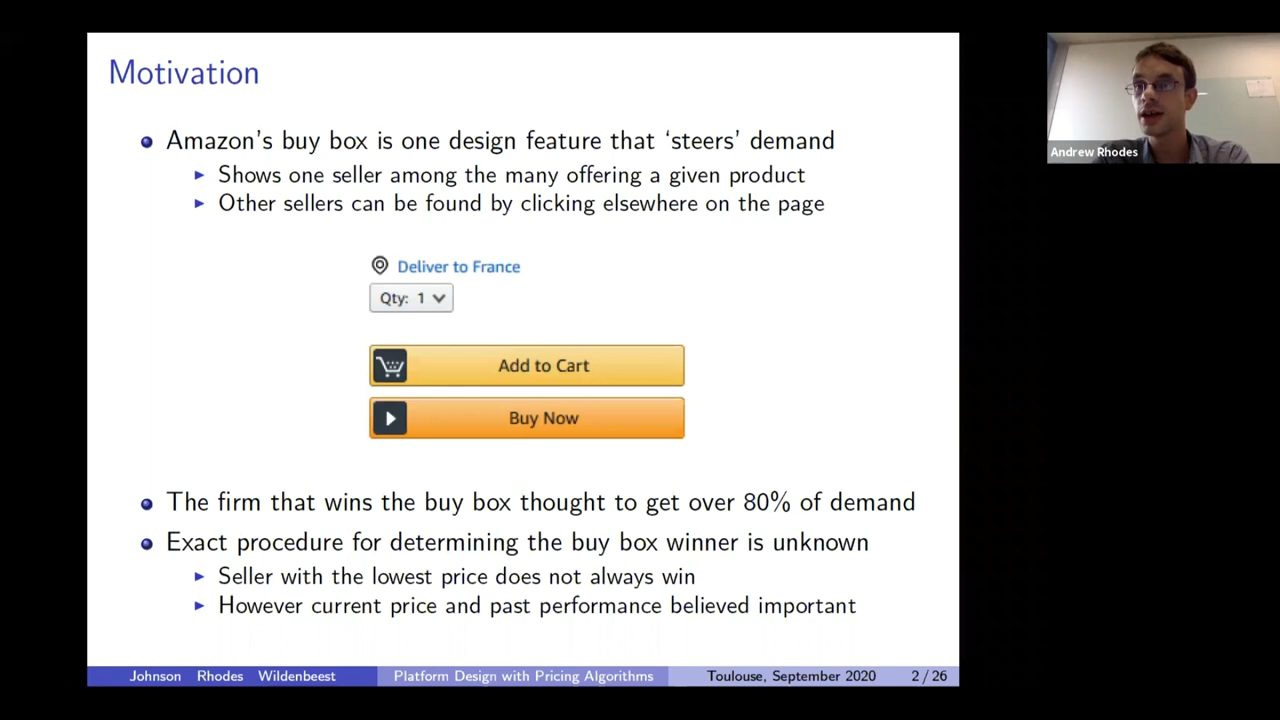 Motivation
Amazon's buy box is one design feature that ‘steers’ demand
Shows one seller among the many offering a given product
Other sellers can be found by clicking elsewhere on the page
Deliver to France
Qty: 1
Add to Cart
Buy Now
The firm that wins the buy box thought to get over 80% of demand
Exact procedure for determining the buy box winner is unknown
Seller with the lowest price does not always win
However current price and past performance believed important
Johnson Rhodes Wildenbeest Platform Design with Pricing Algorithms Toulouse, September 2020 2 / 26
Andrew Rhodes